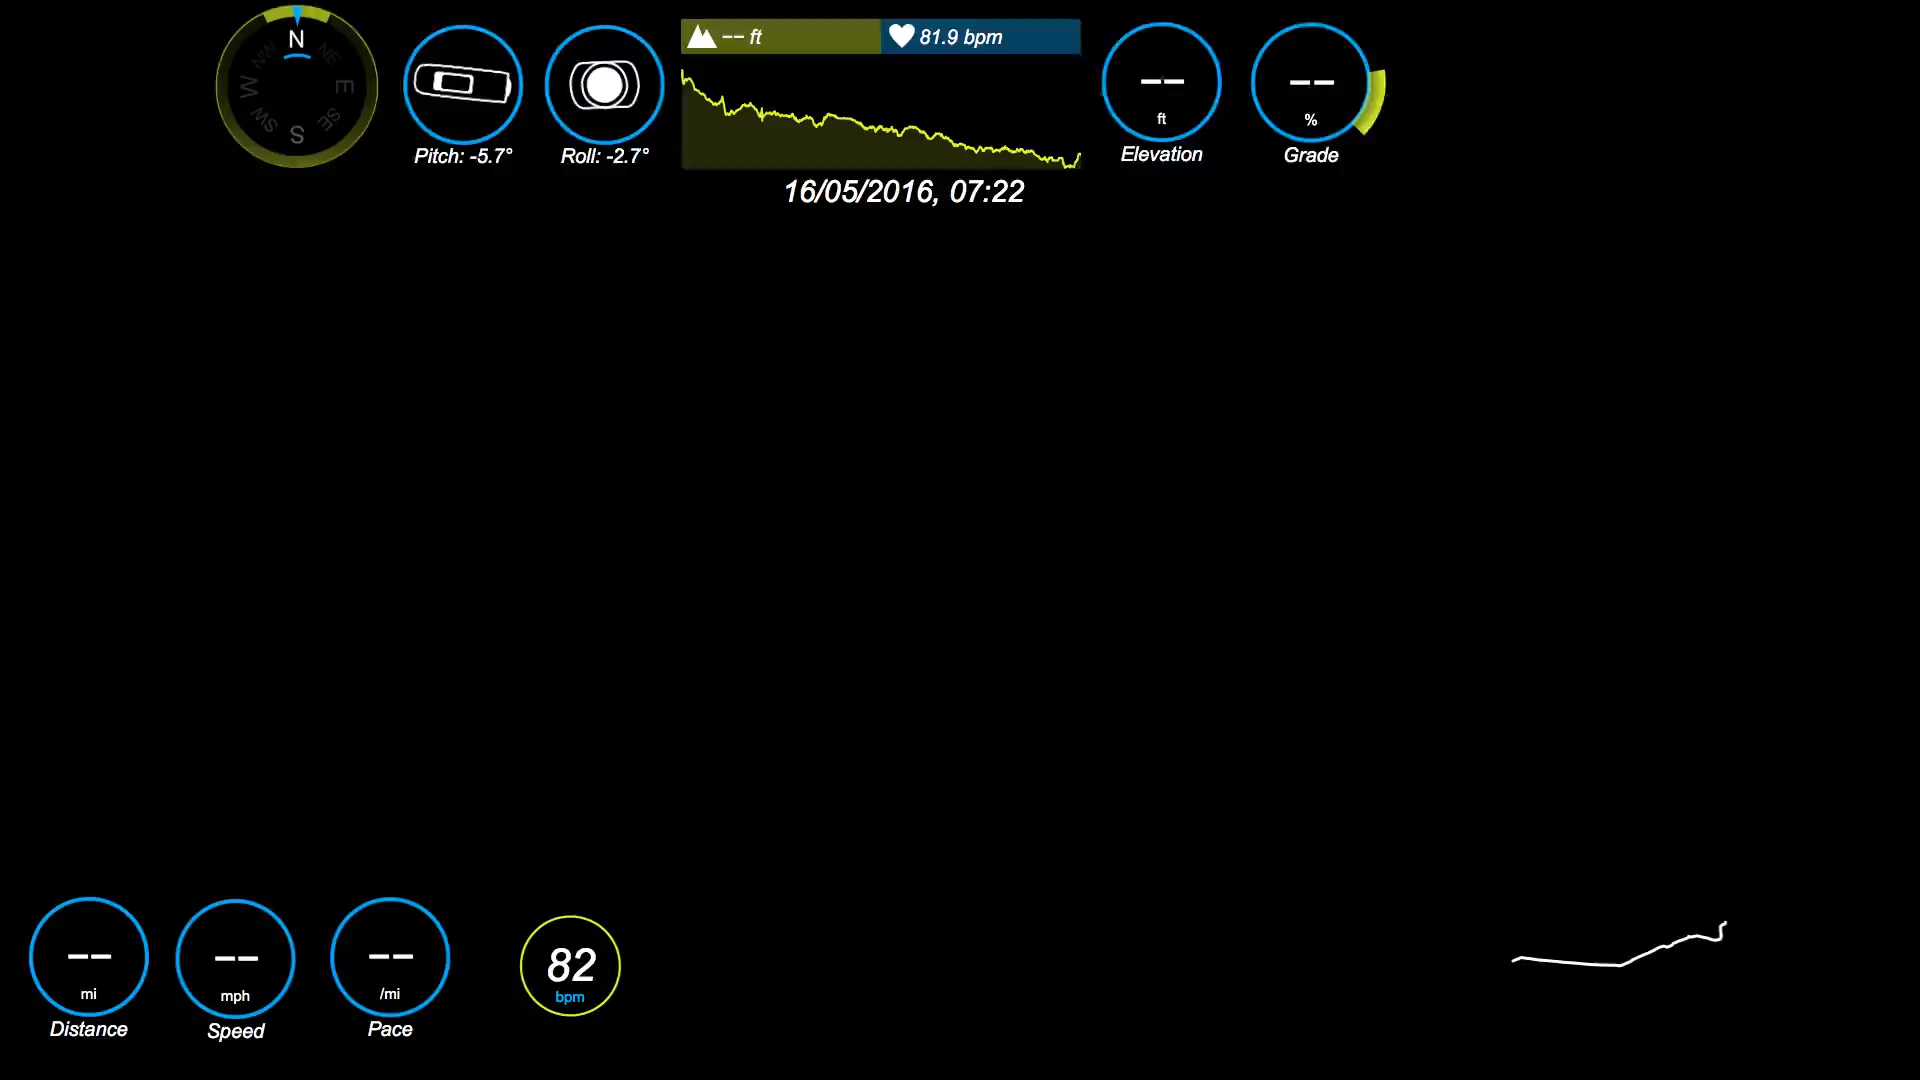 N
NW
NE
W
E
SW
SE
S
Pitch: -5.7°
Roll: -2.7°
-- ft
81.9 bpm
16/05/2016, 07:22
--
ft
Elevation
--
%
Grade
--
mi
Distance
--
mph
Speed
--
/mi
Pace
82
bpm